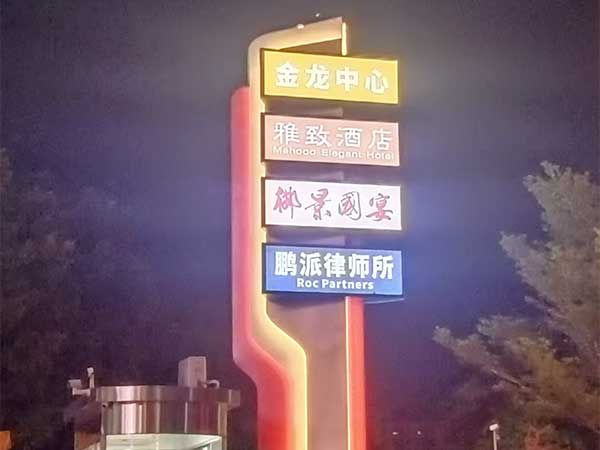 金龙中心
雅致酒店
Mehood Elegant Hotel
御景國宴
鹏派律师所
Roc Partners